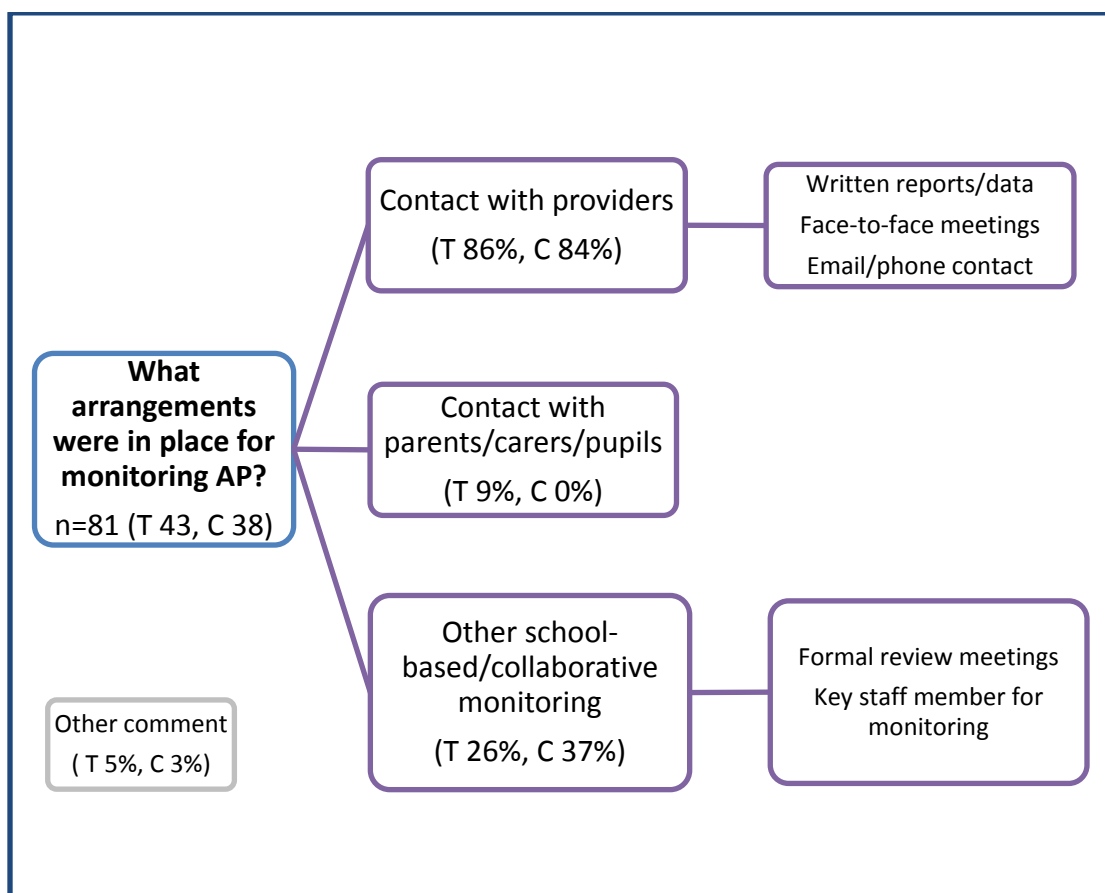 What
arrangements
were in place for
monitoring AP?
n=81 (T 43, C 38)
Contact with providers
(T 86%, C 84%)
Written reports/data
Face-to-face meetings
Email/phone contact
Contact with
parents/carers/pupils
(T 9%, C 0%)
Other school-
based/collaborative
monitoring
(T 26%, C 37%)
Formal review meetings
Key staff member for
monitoring
Other comment
( T 5%, C 3%)